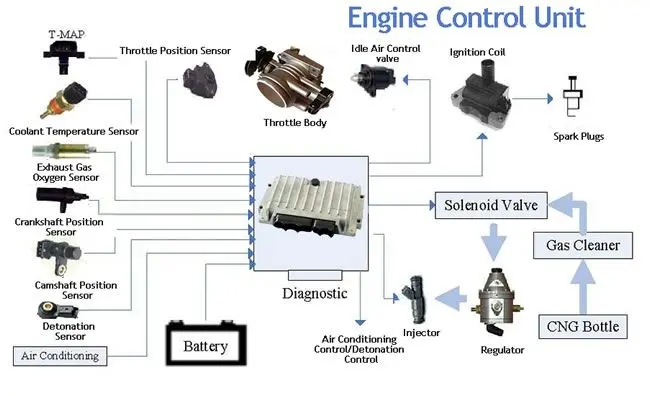 Engine Control Unit
T-MAP
Throttle Position Sensor
Idle Air Control
valve
Ignition Coil
Coolant Temperature Sensor
Throttle Body
Spark Plugs
Exhaust Gas
Oxygen Sensor
Crankshaft Position
Sensor
Solenoid Valve
Gas Cleaner
Camshaft Position
Sensor
Diagnostic
Detonation
Sensor
Battery
Injector
CNG Bottle
Air Conditioning
Control/Detonation
Control
Regulator
Air Conditioning